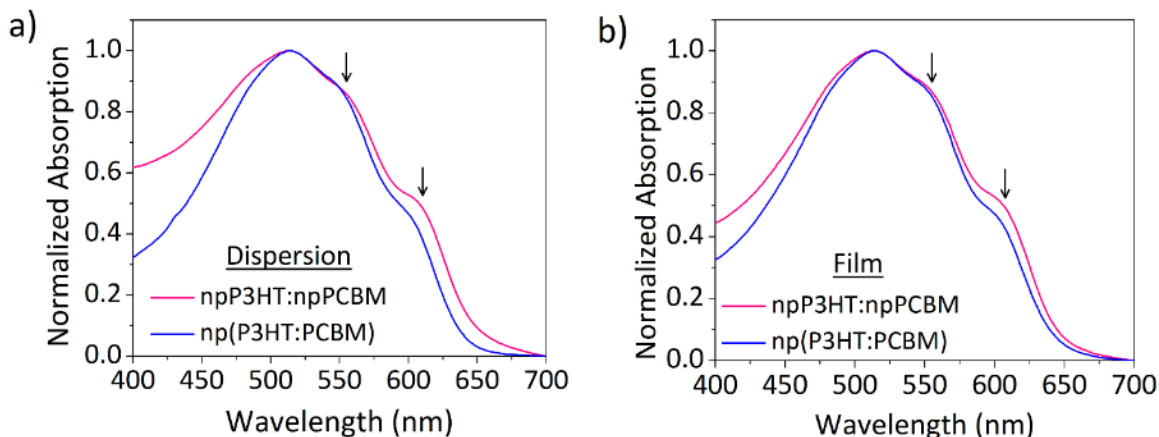 a)
Normalized Absorption
1.0
0.8
0.6
0.4
0.2
0.0
400 450 500 550 600 650 700
Wavelength (nm)
Dispersion
npP3HT:npPCBM
np(P3HT:PCBM)
b)
Normalized Absorption
1.0
0.8
0.6
0.4
0.2
0.0
400 450 500 550 600 650 700
Wavelength (nm)
Film
npP3HT:npPCBM
np(P3HT:PCBM)